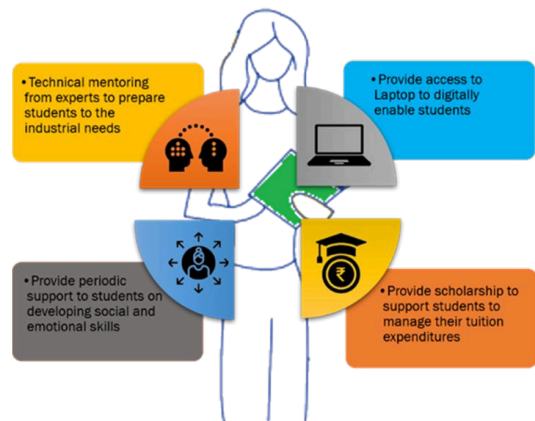 •Technical mentoring
from experts to prepare
students to the
industrial needs
•Provide access to
Laptop to digitally
enable students
•Provide periodic
support to students on
developing social and
emotional skills
₹
•Provide scholarship to
support students to
manage their tuition
expenditures